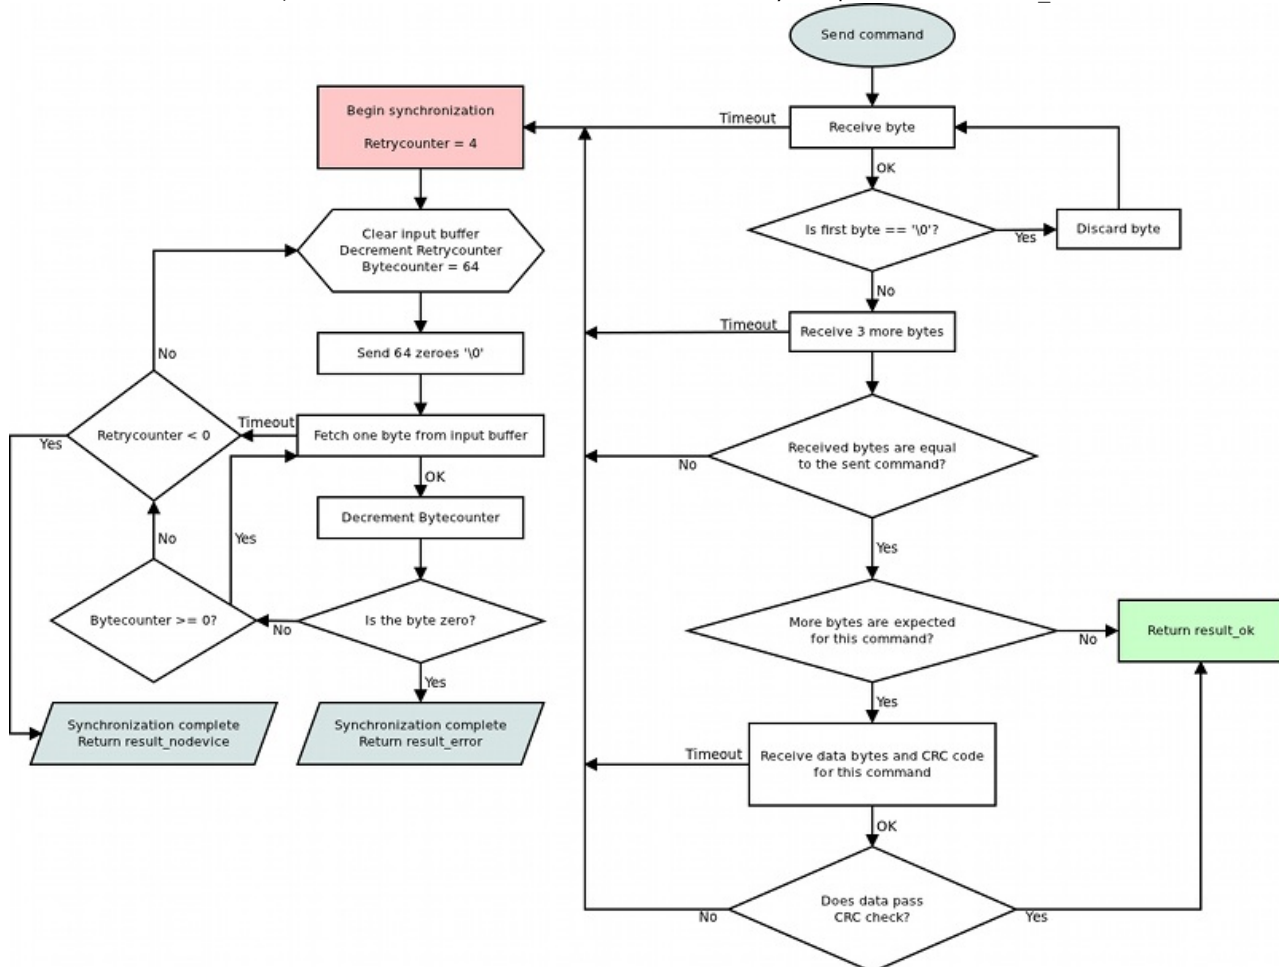 Send command
Begin synchronization
Retrycounter = 4
Timeout
Receive byte
OK
Is first byte == '\0'?
Yes
Discard byte
Clear input buffer
Decrement Retrycounter
Bytecounter = 64
No
Timeout
Receive 3 more bytes
Send 64 zeroes '\0'
No
Retrycounter < 0
Yes
Timeout
Fetch one byte from input buffer
Received bytes are equal
to the sent command?
No
OK
Decrement Bytecounter
No
Yes
Yes
Bytecounter >= 0?
No
Is the byte zero?
More bytes are expected
for this command?
No
Return result_ok
Yes
Yes
Synchronization complete
Return result_nodevice
Synchronization complete
Return result_error
Timeout
Receive data bytes and CRC code
for this command
OK
Does data pass
CRC check?
No
Yes